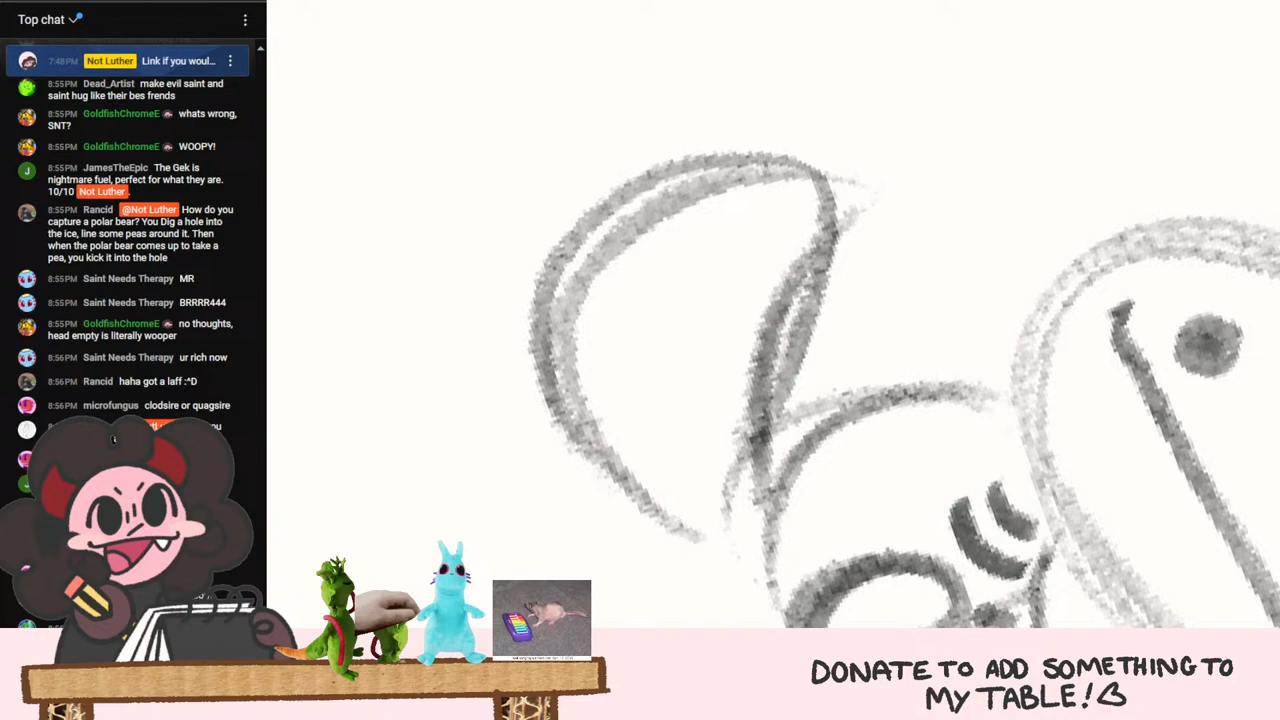 Top chat
7:48PM Not Luther Link if you woul...
8:55PM Dead_Artist make evil saint and
saint hug like their bes frends
8:55PM GoldfishChromeE whats wrong,
SNT?
8:55PM GoldfishChromeE WOOPY!
8:55PM JamesTheEpic The Gek is
nightmare fuel, perfect for what they are.
10/10 Not Luther.
8:55PM Rancid @Not Luther How do you
capture a polar bear? You Dig a hole into
the ice, line some peas around it. Then
when the polar bear comes up to take a
pea, you kick it into the hole
8:55PM Saint Needs Therapy MR
8:55PM Saint Needs Therapy BRRRR444
8:55PM GoldfishChromeE no thoughts,
head empty is literally wooper
8:56PM Saint Needs Therapy ur rich now
8:56PM Rancid haha got a laff :^D
8:56PM microfungus clodsire or quagsire
DONATE TO ADD SOMETHING TO
MY TABLE!